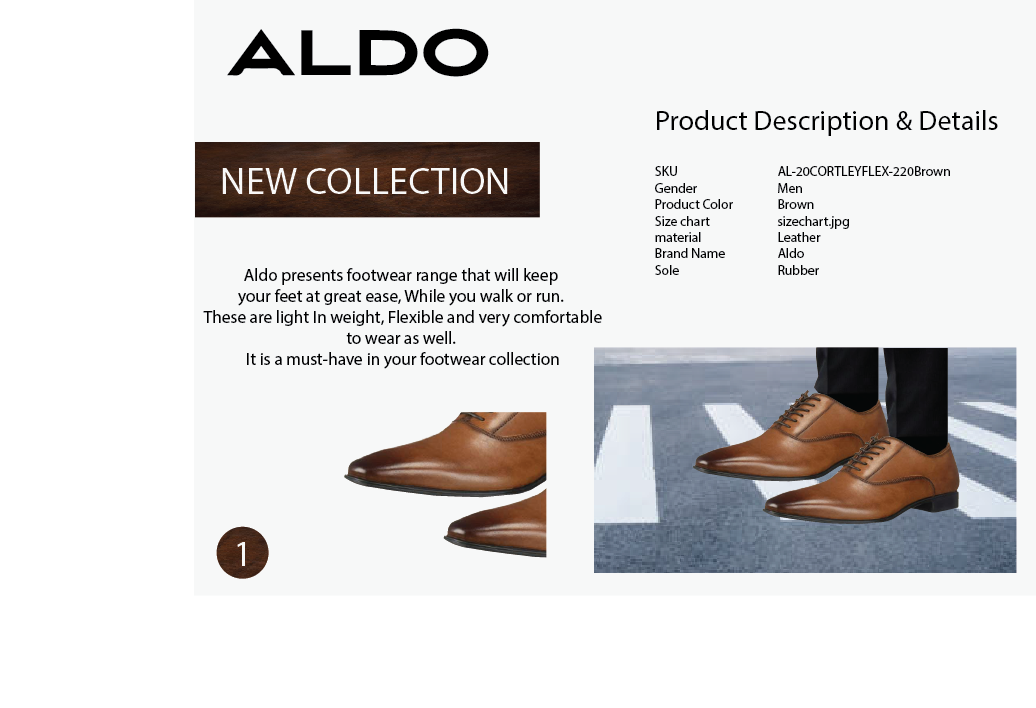 ALDO
NEW COLLECTION
Aldo presents footwear range that will keep
your feet at great ease, While you walk or run.
These are light In weight, Flexible and very comfortable
to wear as well.
It is a must-have in your footwear collection
1
Product Description & Details
SKU AL-20CORTLEYFLEX-220Brown
Gender Men
Product Color Brown
Size chart sizechart.jpg
material Leather
Brand Name Aldo
Sole Rubber